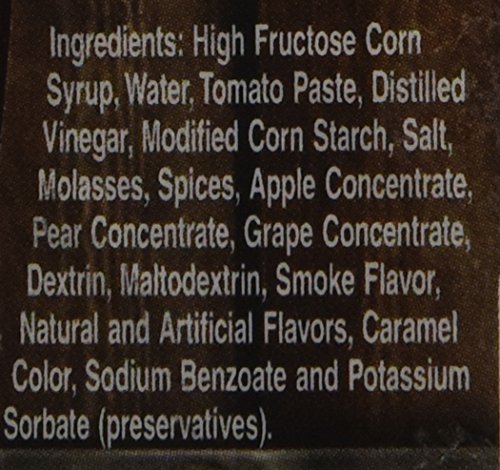 Ingredients: High Fructose Corn
Syrup, Water, Tomato Paste, Distilled
Vinegar, Modified Corn Starch, Salt,
Molasses, Spices, Apple Concentrate,
Pear Concentrate, Grape Concentrate,
Dextrin, Maltodextrin, Smoke Flavor,
Natural and Artificial Flavors, Caramel
Color, Sodium Benzoate and Potassium
Sorbate (preservatives).